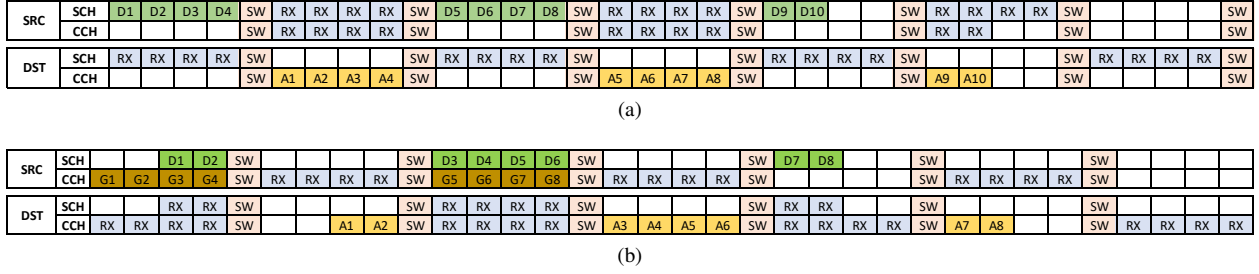 SRC
SCH D1 D2 D3 D4 SW RX RX RX RX SW D5 D6 D7 D8 SW RX RX RX RX SW D9 D10 SW RX RX RX RX SW SW
CCH SW RX RX RX RX SW SW RX RX RX RX SW SW RX RX SW SW
DST
SCH RX RX RX RX SW SW RX RX RX RX SW SW RX RX RX RX SW SW RX RX RX RX SW
CCH SW A1 A2 A3 A4 SW SW A5 A6 A7 A8 SW SW A9 A10 SW SW
(a)
SRC
SCH D1 D2 SW SW D3 D4 D5 D6 SW SW D7 D8 SW SW
CCH G1 G2 G3 G4 SW RX RX RX RX SW G5 G6 G7 G8 SW RX RX RX RX SW SW RX RX RX RX SW
DST
SCH RX RX SW SW RX RX RX RX SW SW RX RX SW SW
CCH RX RX RX RX SW A1 A2 SW RX RX RX RX SW A3 A4 A5 A6 SW RX RX RX RX SW A7 A8 SW RX RX RX RX
(b)